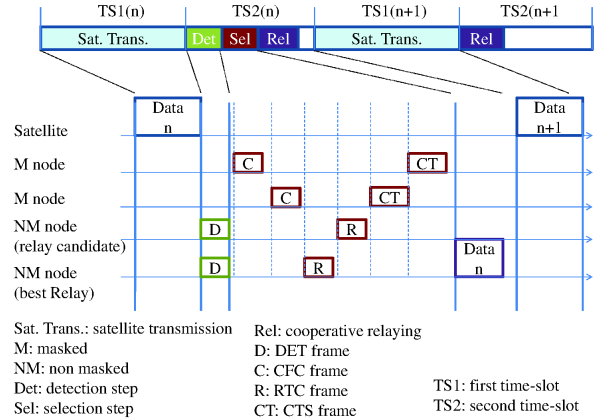 TS1(n) TS2(n) TS1(n+1) TS2(n+1
Sat. Trans. Det Sel Rel Sat. Trans. Rel
Data n Data n+1
Satellite
M node C CT
M node C CT
NM node (relay candidate) D R
NM node (best Relay) D R Data n
Sat. Trans.: satellite transmission
M: masked
NM: non masked
Det: detection step
Sel: selection step
Rel: cooperative relaying
D: DET frame
C: CFC frame
R: RTC frame
CT: CTS frame
TS1: first time-slot
TS2: second time-slot